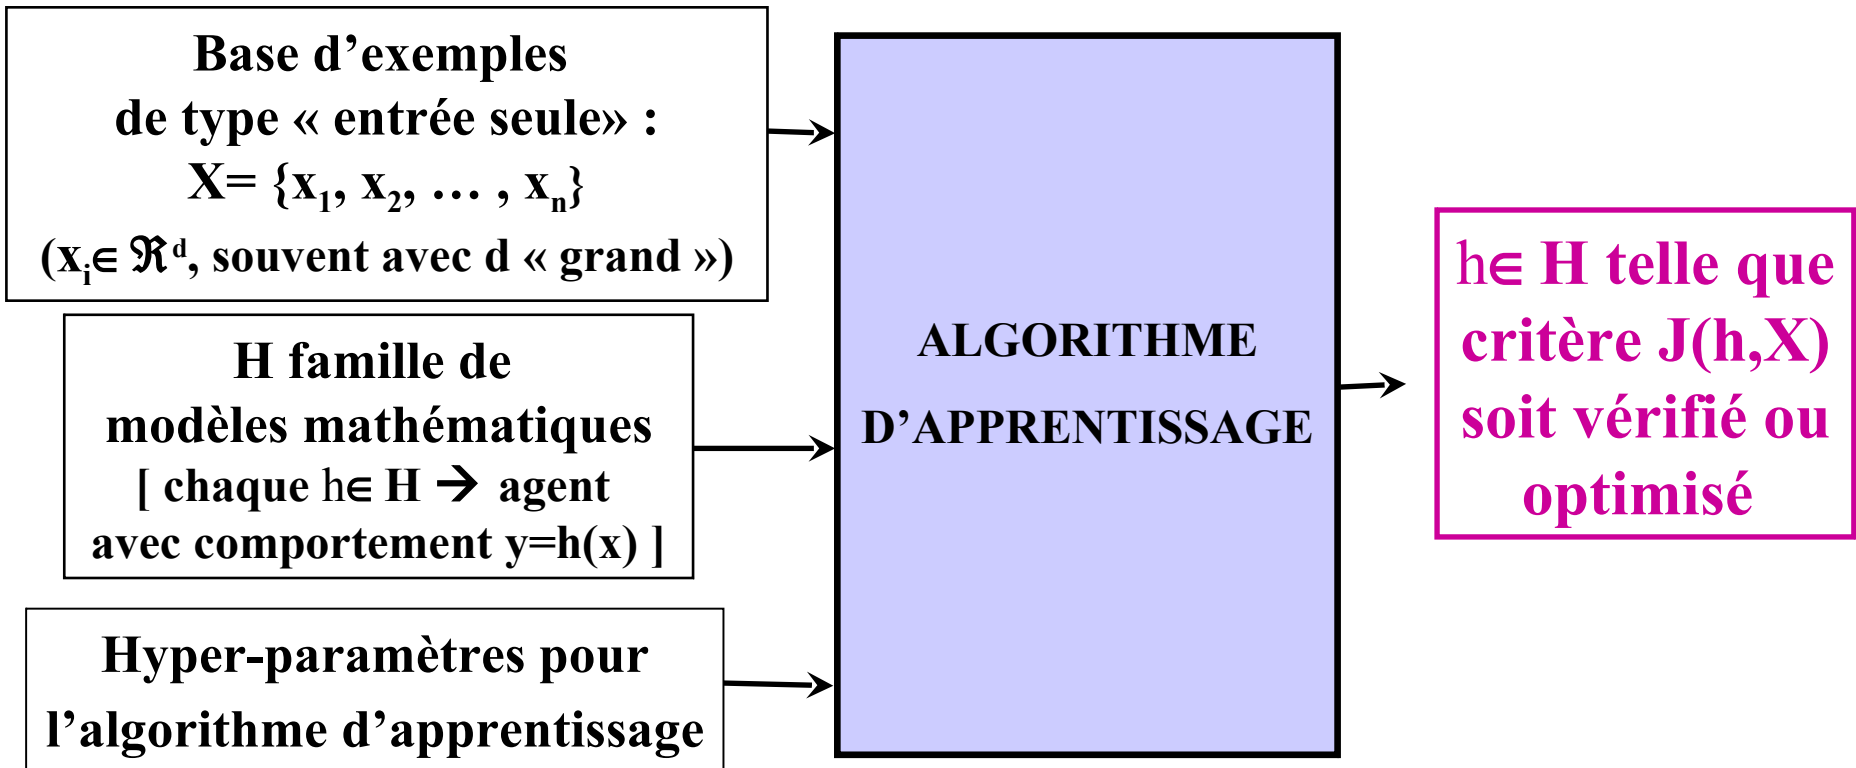 Base d’exemples
de type « entrée seule» :
X= {x₁, x₂, … , xₙ}
(xᵢ∈ ℜᵈ, souvent avec d « grand »)
H famille de
modèles mathématiques
[ chaque h∈ H → agent
avec comportement y=h(x) ]
Hyper-paramètres pour
l’algorithme d’apprentissage
ALGORITHME
D’APPRENTISSAGE
h∈ H telle que
critère J(h,X)
soit vérifié ou
optimisé